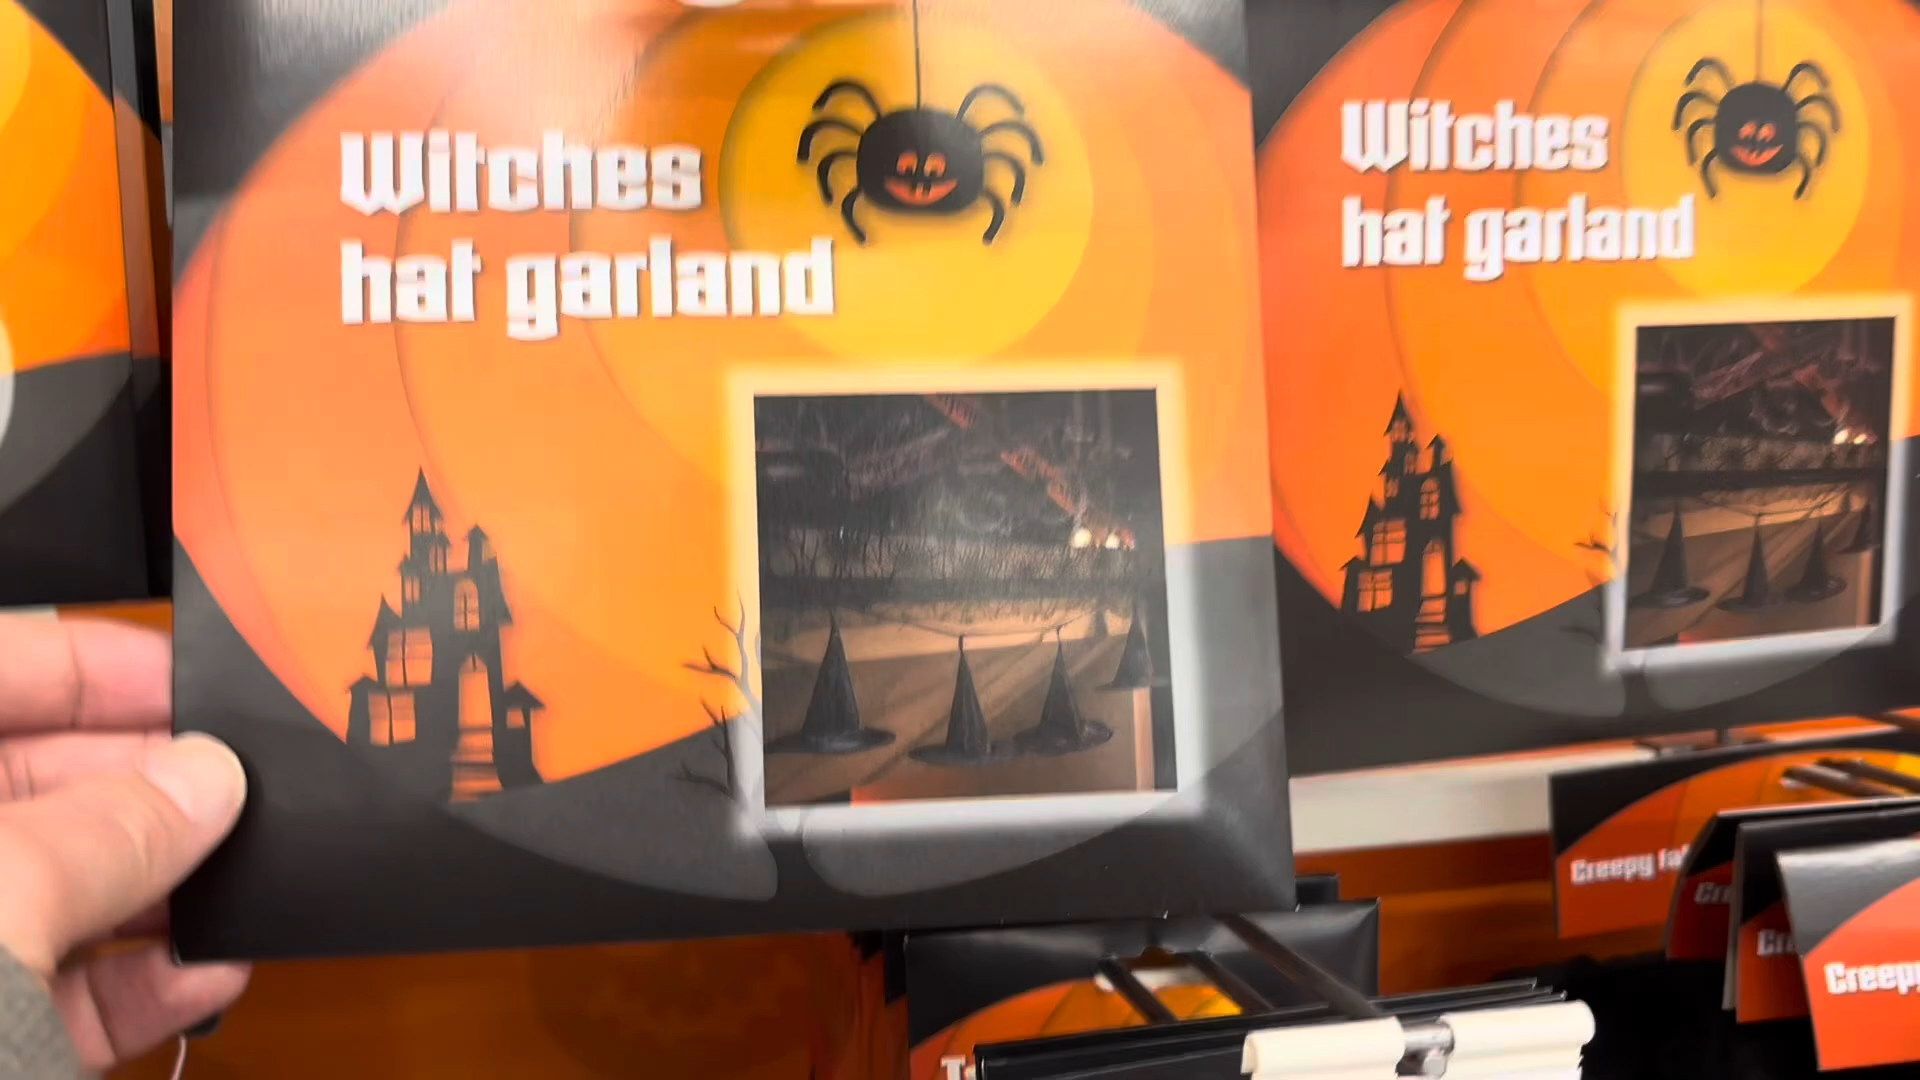 Witches
hat garland
Witches
hat garland
Creepy
Creepy